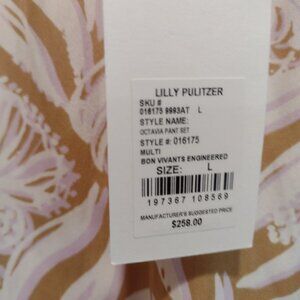 LILLY PULITZER
SKU #
016175 9993AT L
STYLE NAME:
OCTAVIA PANT SET
STYLE #: 016175
MULTI
BON VIVANTS ENGINEERED
SIZE: L
197367 108569
MANUFACTURER'S SUGGESTED PRICE
$258.00